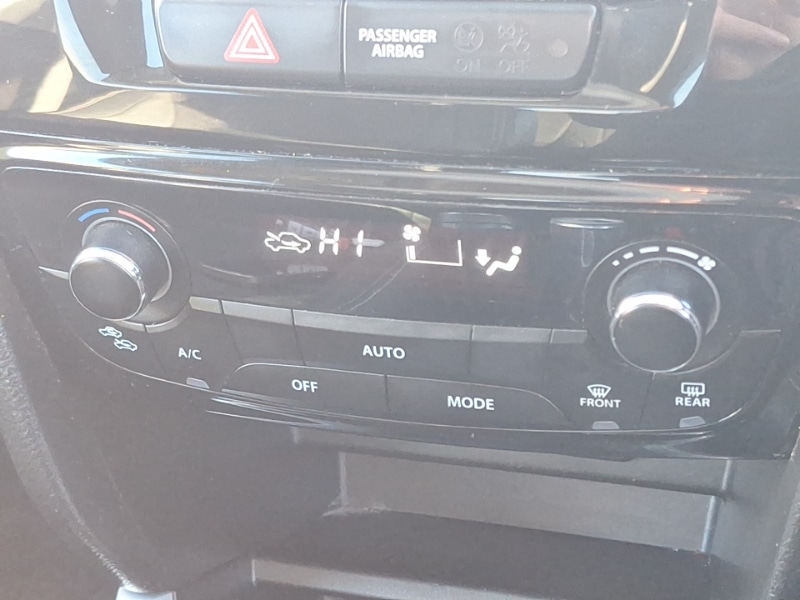 PASSENGER
AIRBAG
ON OFF
HI
A/C
AUTO
OFF
MODE
FRONT
REAR